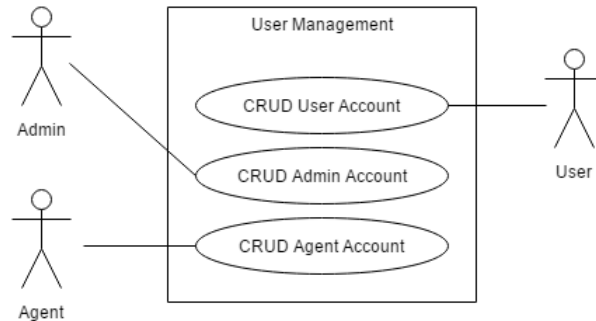 User Management
CRUD User Account
Admin
CRUD Admin Account
User
CRUD Agent Account
Agent